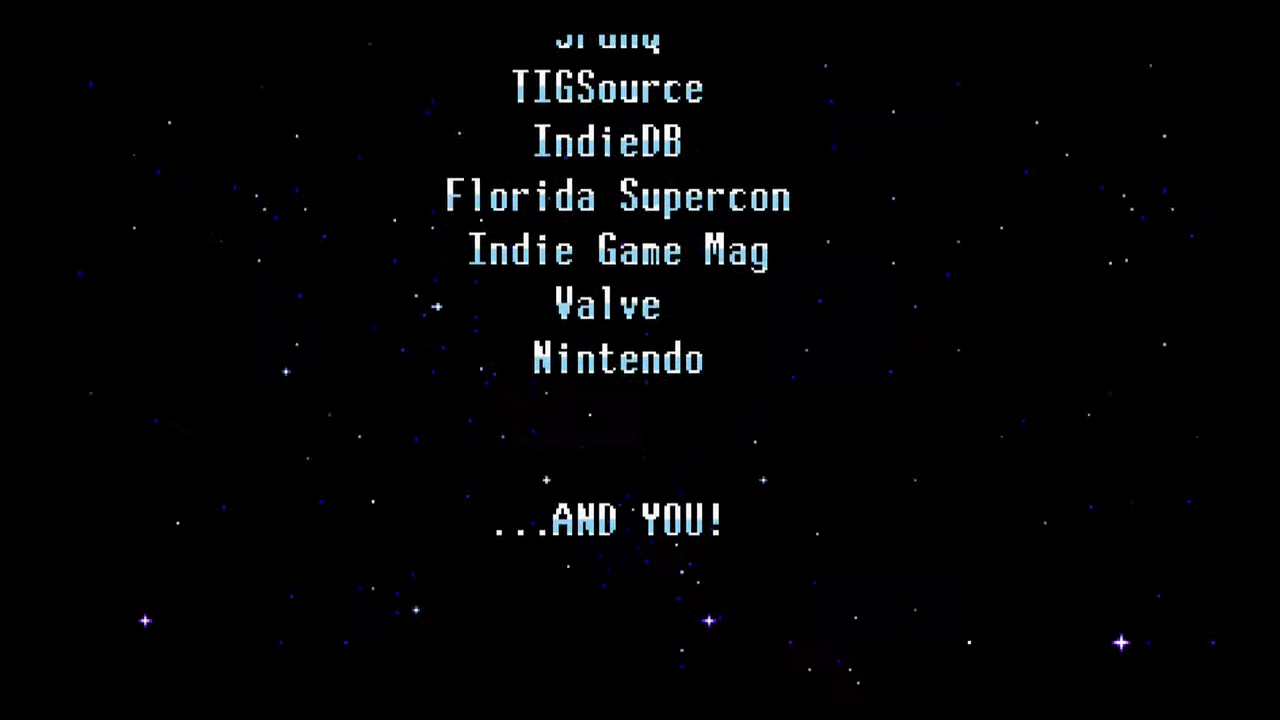 TIGSource
IndieDB
Florida Supercon
Indie Game Mag
Valve
Nintendo
...AND YOU!